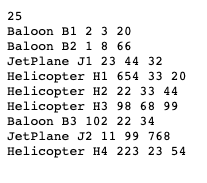 25
Baloon B1 2 3 20
Baloon B2 1 8 66
JetPlane J1 23 44 32
Helicopter H1 654 33 20
Helicopter H2 22 33 44
Helicopter H3 98 68 99
Baloon B3 102 22 34
JetPlane J2 11 99 768
Helicopter H4 223 23 54